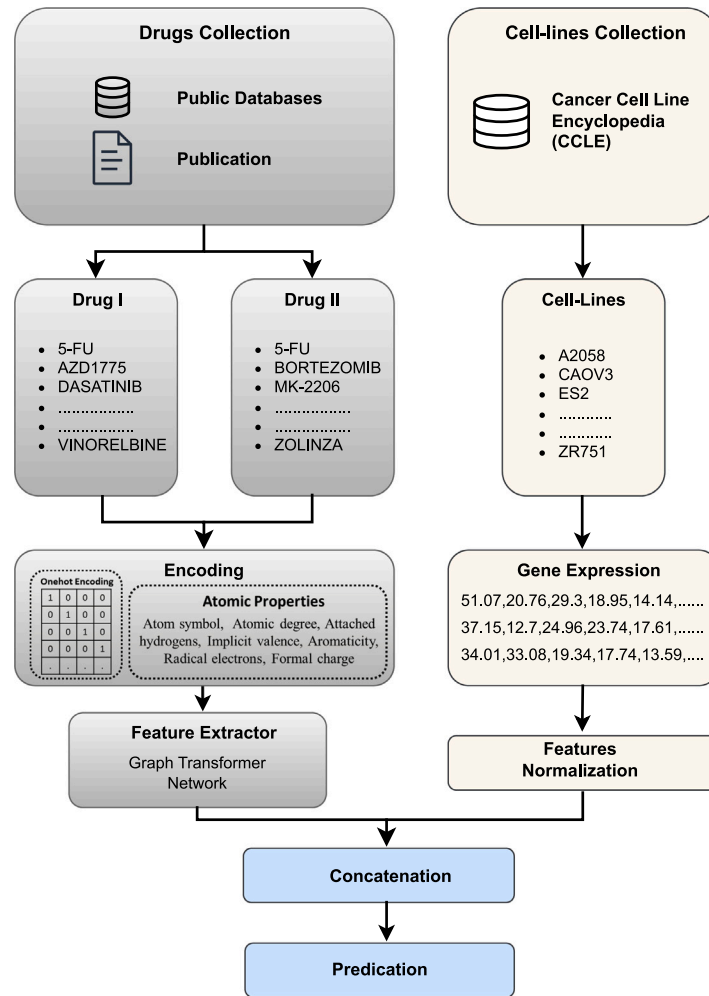 Drugs Collection
Public Databases
Publication
Cell-lines Collection
Cancer Cell Line
Encyclopedia
(CCLE)
Drug I
• 5-FU
• AZD1775
• DASATINIB
• ................
• ................
• VINORELBINE
Drug II
• 5-FU
• BORTEZOMIB
• MK-2206
• ................
• ................
• ZOLINZA
Cell-Lines
• A2058
• CAOV3
• ES2
• ............
• ............
• ZR751
Encoding
Onehot Encoding
1 0 0 0
0 1 0 0
0 0 1 0
0 0 0 1
. . . .
Atomic Properties
Atom symbol, Atomic degree, Attached
hydrogens, Implicit valence, Aromaticity,
Radical electrons, Formal charge
Gene Expression
51.07,20.76,29.3,18.95,14.14,......
37.15,12.7,24.96,23.74,17.61,......
34.01,33.08,19.34,17.74,13.59,....
Feature Extractor
Graph Transformer
Network
Features
Normalization
Concatenation
Predication